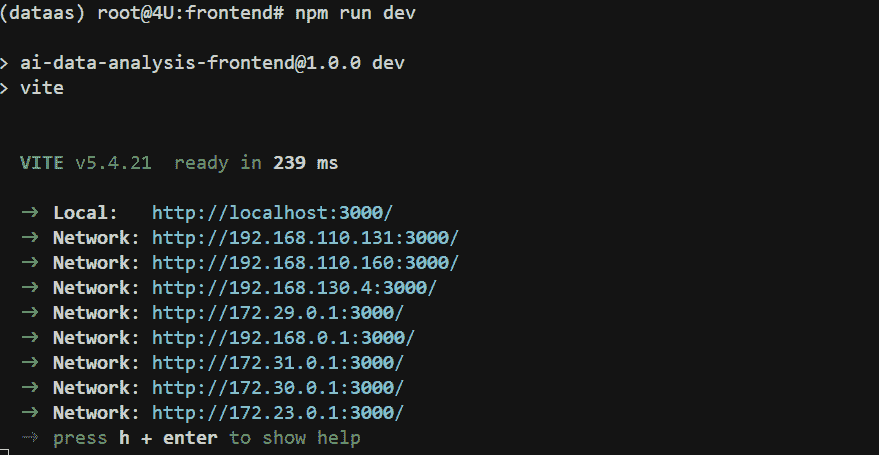 (dataas) root@4U:frontend# npm run dev
> ai-data-analysis-frontend@1.0.0 dev
> vite
VITE v5.4.21  ready in 239 ms
➜ Local:   http://localhost:3000/
➜ Network: http://192.168.110.131:3000/
➜ Network: http://192.168.110.160:3000/
➜ Network: http://192.168.130.4:3000/
➜ Network: http://172.29.0.1:3000/
➜ Network: http://192.168.0.1:3000/
➜ Network: http://172.31.0.1:3000/
➜ Network: http://172.30.0.1:3000/
➜ Network: http://172.23.0.1:3000/
➜ press h + enter to show help